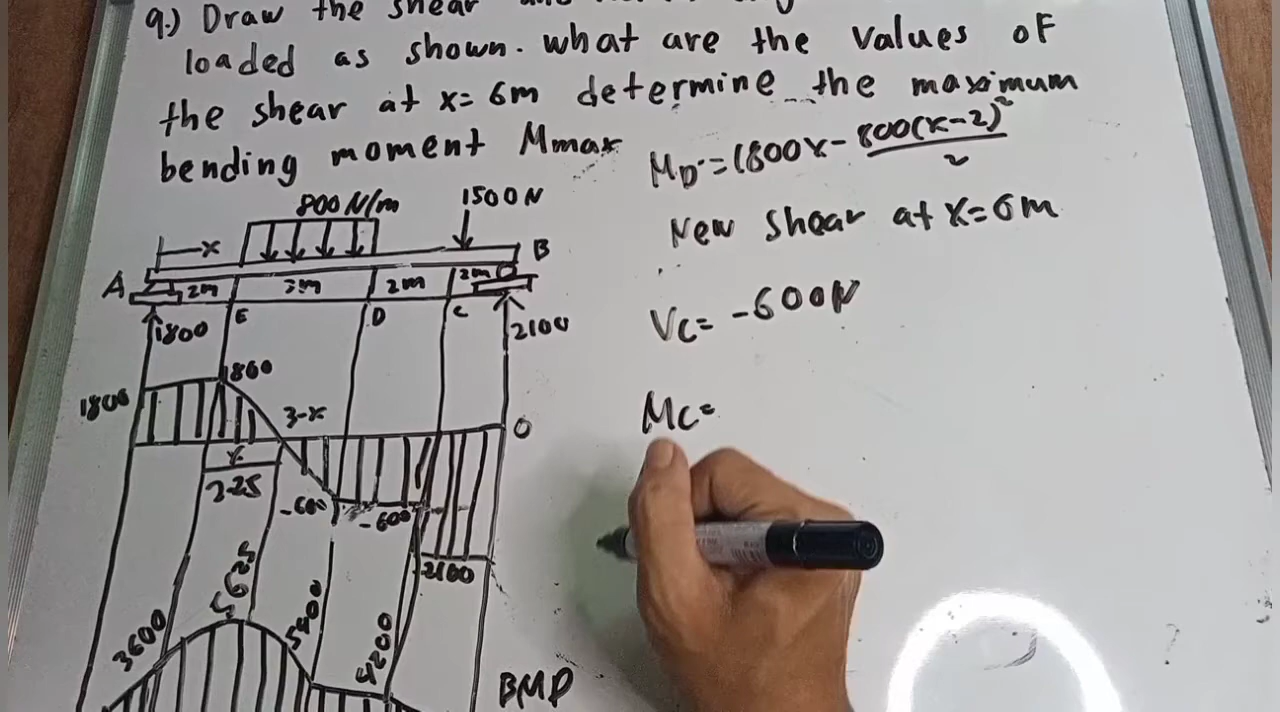 9.) Draw the shear
loaded as shown. what are the values of
the shear at x= 6m determine the maximum
bending moment Mmax
MD = 1800x - 800(x-2)²
2
New shear at x=6m
Vc= -600N
Mc=
800 N/m
1500N
x
A
B
2m
3m
2m
2m
E
D
C
1800
2100
1800
1800
3-x
0
x
2.25
-600
-600
-2100
3600
5625
5400
4200
BMD